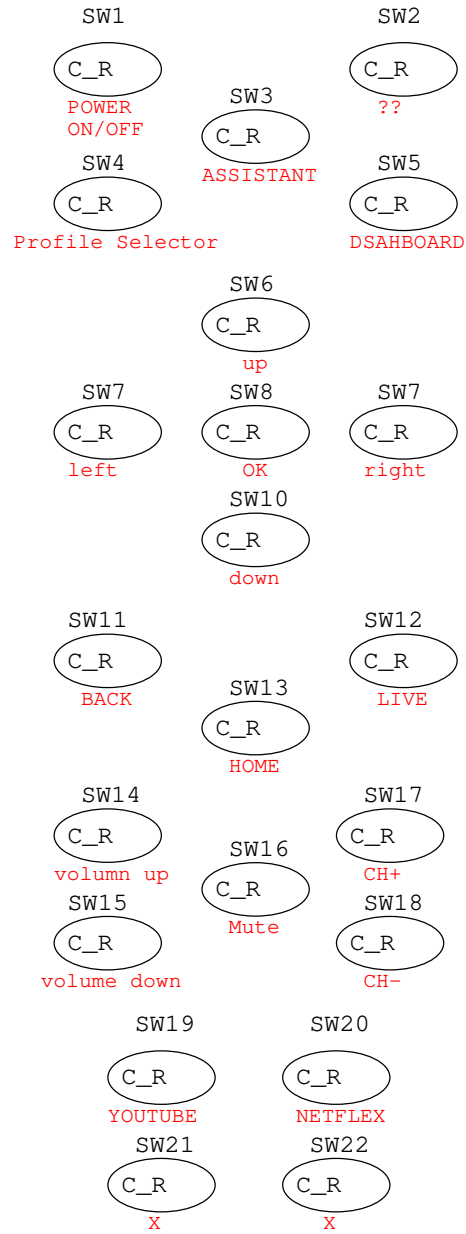 SW1
SW2
C_R
C_R
POWER
ON/OFF
??
SW3
C_R
ASSISTANT
SW4
SW5
C_R
C_R
Profile Selector
DSAHBOARD
SW6
C_R
up
SW7
SW8
SW7
C_R
C_R
C_R
left
OK
right
SW10
C_R
down
SW11
SW12
C_R
C_R
BACK
LIVE
SW13
C_R
HOME
SW14
SW17
C_R
C_R
volumn up
CH+
SW16
C_R
Mute
SW15
SW18
C_R
C_R
volume down
CH-
SW19
SW20
C_R
C_R
YOUTUBE
NETFLEX
SW21
SW22
C_R
C_R
X
X